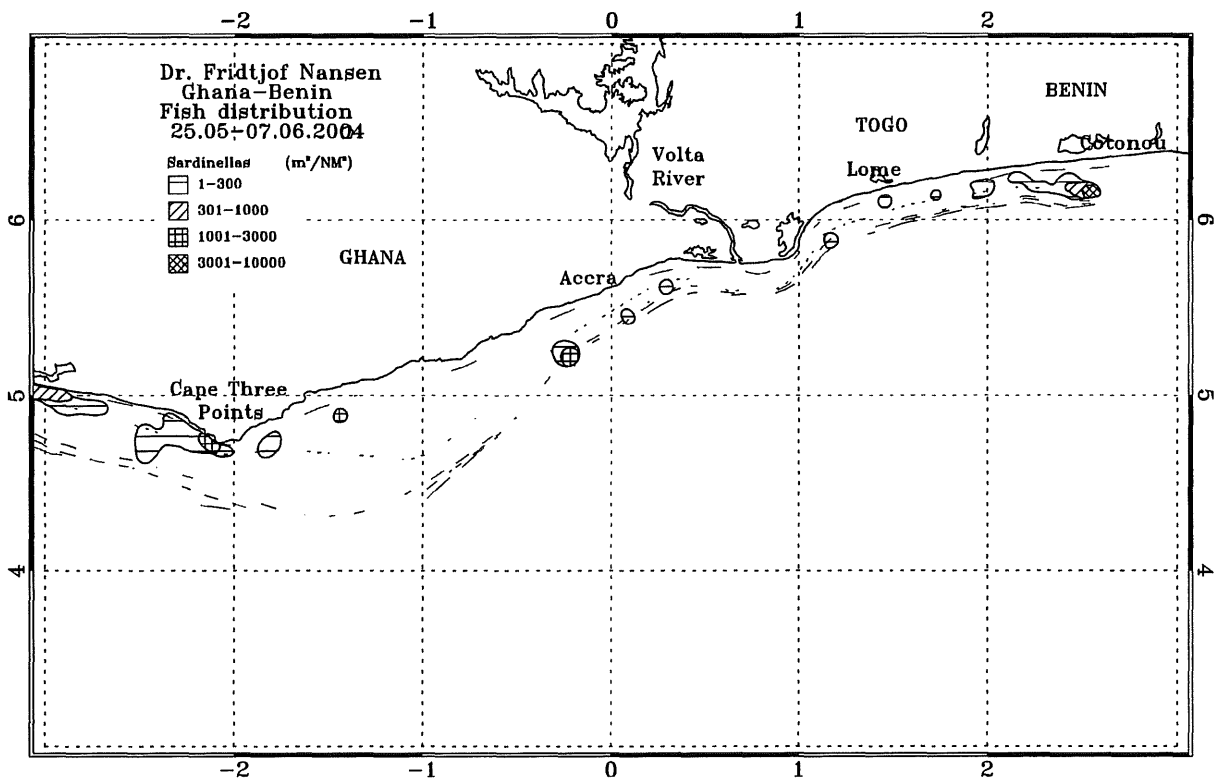 -2 -1 0 1 2
Dr. Fridtjof Nansen
Ghana-Benin
Fish distribution
25.05-07.06.2004
Sardinellas (m²/NM²)
1-300
301-1000
1001-3000
3001-10000
BENIN
TOGO
Cotonou
Lome
Volta
River
6 6
GHANA
Accra
Cape Three
Points
5 5
4 4
-2 -1 0 1 2